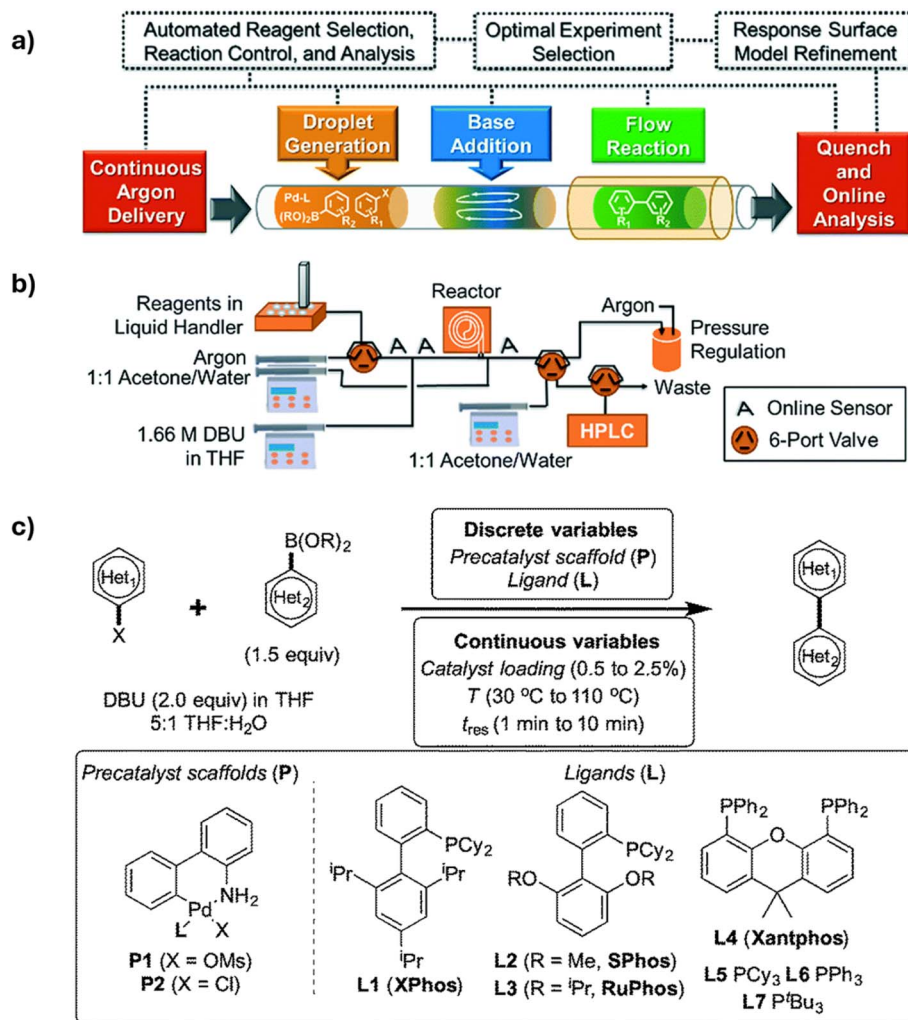 a)
Automated Reagent Selection,
Reaction Control, and Analysis
Optimal Experiment
Selection
Response Surface
Model Refinement
Continuous
Argon
Delivery
Droplet
Generation
Base
Addition
Flow
Reaction
Quench
and
Online
Analysis
Pd-L
(RO)₂B
R₂
R₁
X
R₁
R₂
b)
Reagents in
Liquid Handler
Argon
1:1 Acetone/Water
1.66 M DBU
in THF
Reactor
1:1 Acetone/Water
HPLC
Argon
Pressure
Regulation
Waste
Online Sensor
6-Port Valve
c)
Het₁
X
+
B(OR)₂
Het₂
(1.5 equiv)
DBU (2.0 equiv) in THF
5:1 THF:H₂O
Discrete variables
Precatalyst scaffold (P)
Ligand (L)
Continuous variables
Catalyst loading (0.5 to 2.5%)
T (30 °C to 110 °C)
t_res (1 min to 10 min)
Het₁
Het₂
Precatalyst scaffolds (P)
NH₂
Pd
L
X
P1 (X = OMs)
P2 (X = Cl)
Ligands (L)
PCy₂
ⁱPr
ⁱPr
ⁱPr
L1 (XPhos)
PCy₂
RO
OR
L2 (R = Me, SPhos)
L3 (R = ⁱPr, RuPhos)
PPh₂
PPh₂
O
L4 (Xantphos)
L5 PCy₃ L6 PPh₃
L7 PᵗBu₃